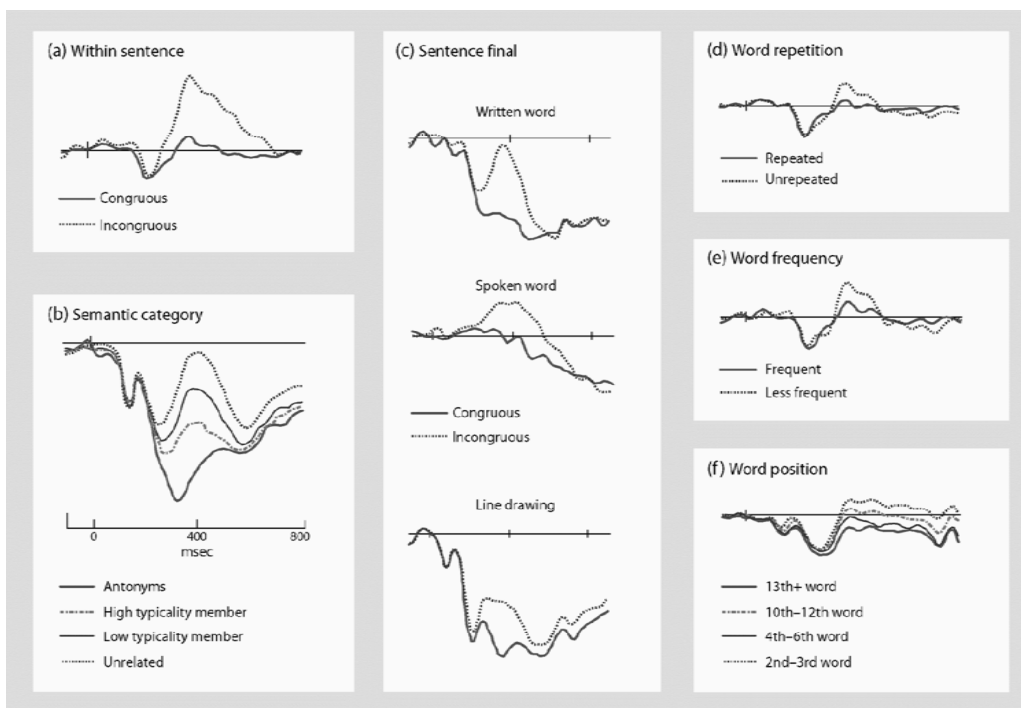 (a) Within sentence
Congruous
Incongruous
(b) Semantic category
0 400 800
msec
Antonyms
High typicality member
Low typicality member
Unrelated
(c) Sentence final
Written word
Spoken word
Congruous
Incongruous
Line drawing
(d) Word repetition
Repeated
Unrepeated
(e) Word frequency
Frequent
Less frequent
(f) Word position
13th+ word
10th–12th word
4th–6th word
2nd–3rd word